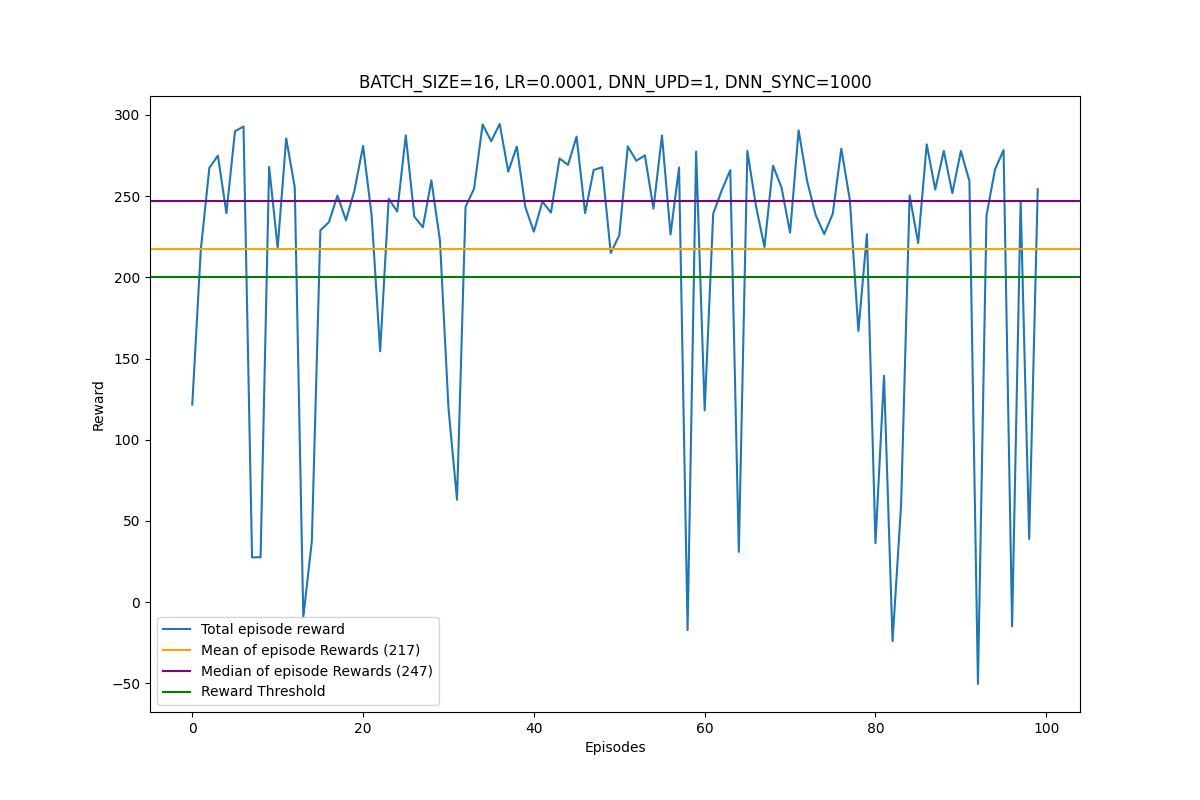 BATCH_SIZE=16, LR=0.0001, DNN_UPD=1, DNN_SYNC=1000
300
250
200
150
100
50
0
−50
Reward
Total episode reward
Mean of episode Rewards (217)
Median of episode Rewards (247)
Reward Threshold
0 20 40 60 80 100
Episodes